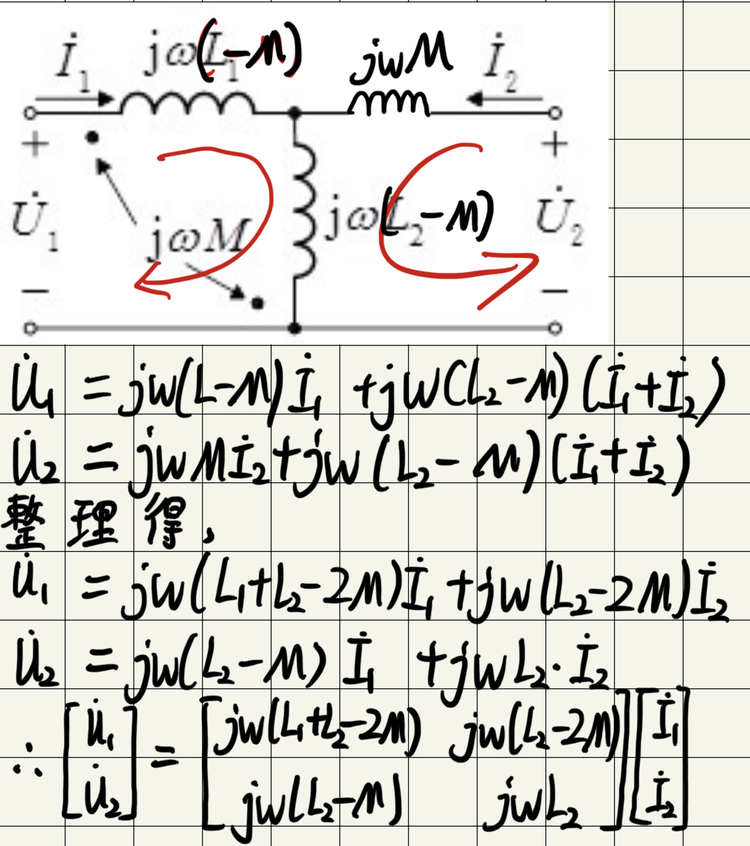 jω(L₁-M) jwM
İ₁ İ₂
+ +
U̇₁ jωM jω(L₂-M) U̇₂
− −
U̇₁ = jw(L-M)İ₁ + jw(L₂-M)(İ₁+İ₂)
U̇₂ = jwMİ₂+jw(L₂-M)(İ₁+İ₂)
整理得,
U̇₁ = jw(L₁+L₂-2M)İ₁+jw(L₂-2M)İ₂
U̇₂ = jw(L₂-M)İ₁ +jwL₂·İ₂
∴ [U̇₁ U̇₂] = [jw(L₁+L₂-2M) jw(L₂-2M) jw(L₂-M) jwL₂] [İ₁ İ₂]